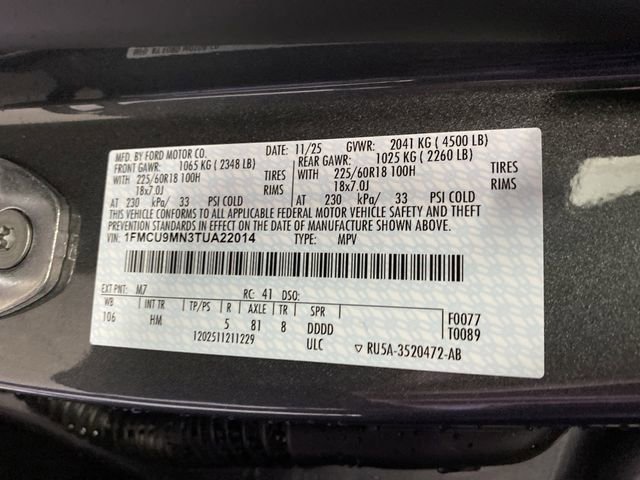 MFD. BY FORD MOTOR CO.
DATE: 11/25 GVWR: 2041 KG ( 4500 LB)
FRONT GAWR: 1065 KG ( 2348 LB) REAR GAWR: 1025 KG ( 2260 LB)
WITH 225/60R18 100H TIRES WITH 225/60R18 100H TIRES
18x7.0J RIMS 18x7.0J RIMS
AT 230 kPa/ 33 PSI COLD AT 230 kPa/ 33 PSI COLD
THIS VEHICLE CONFORMS TO ALL APPLICABLE FEDERAL MOTOR VEHICLE SAFETY AND THEFT
PREVENTION STANDARDS IN EFFECT ON THE DATE OF MANUFACTURE SHOWN ABOVE.
VIN: 1FMCU9MN3TUA22014 TYPE: MPV
EXT PNT: M7 RC: 41 DSO:
WB INT TR TP/PS R AXLE TR SPR
106 HM 5 81 8 DDDD F0077
1202511211229 ULC T0089
▽ RU5A-3520472-AB